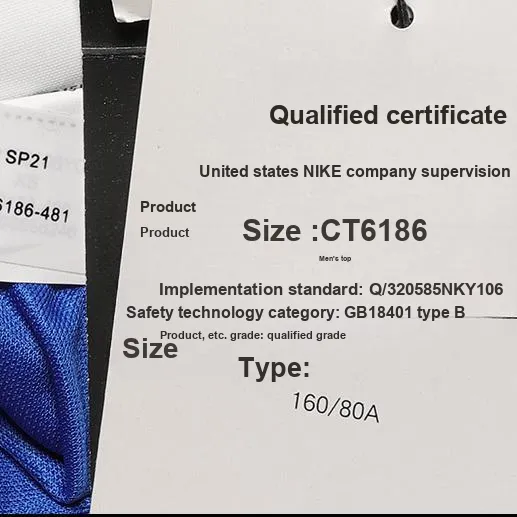 SP21
6186-481
Qualified certificate
United states NIKE company supervision
Product
Product
Size :CT6186
Men's top
Implementation standard: Q/320585NKY106
Safety technology category: GB18401 type B
Product, etc. grade: qualified grade
Size
Type:
160/80A